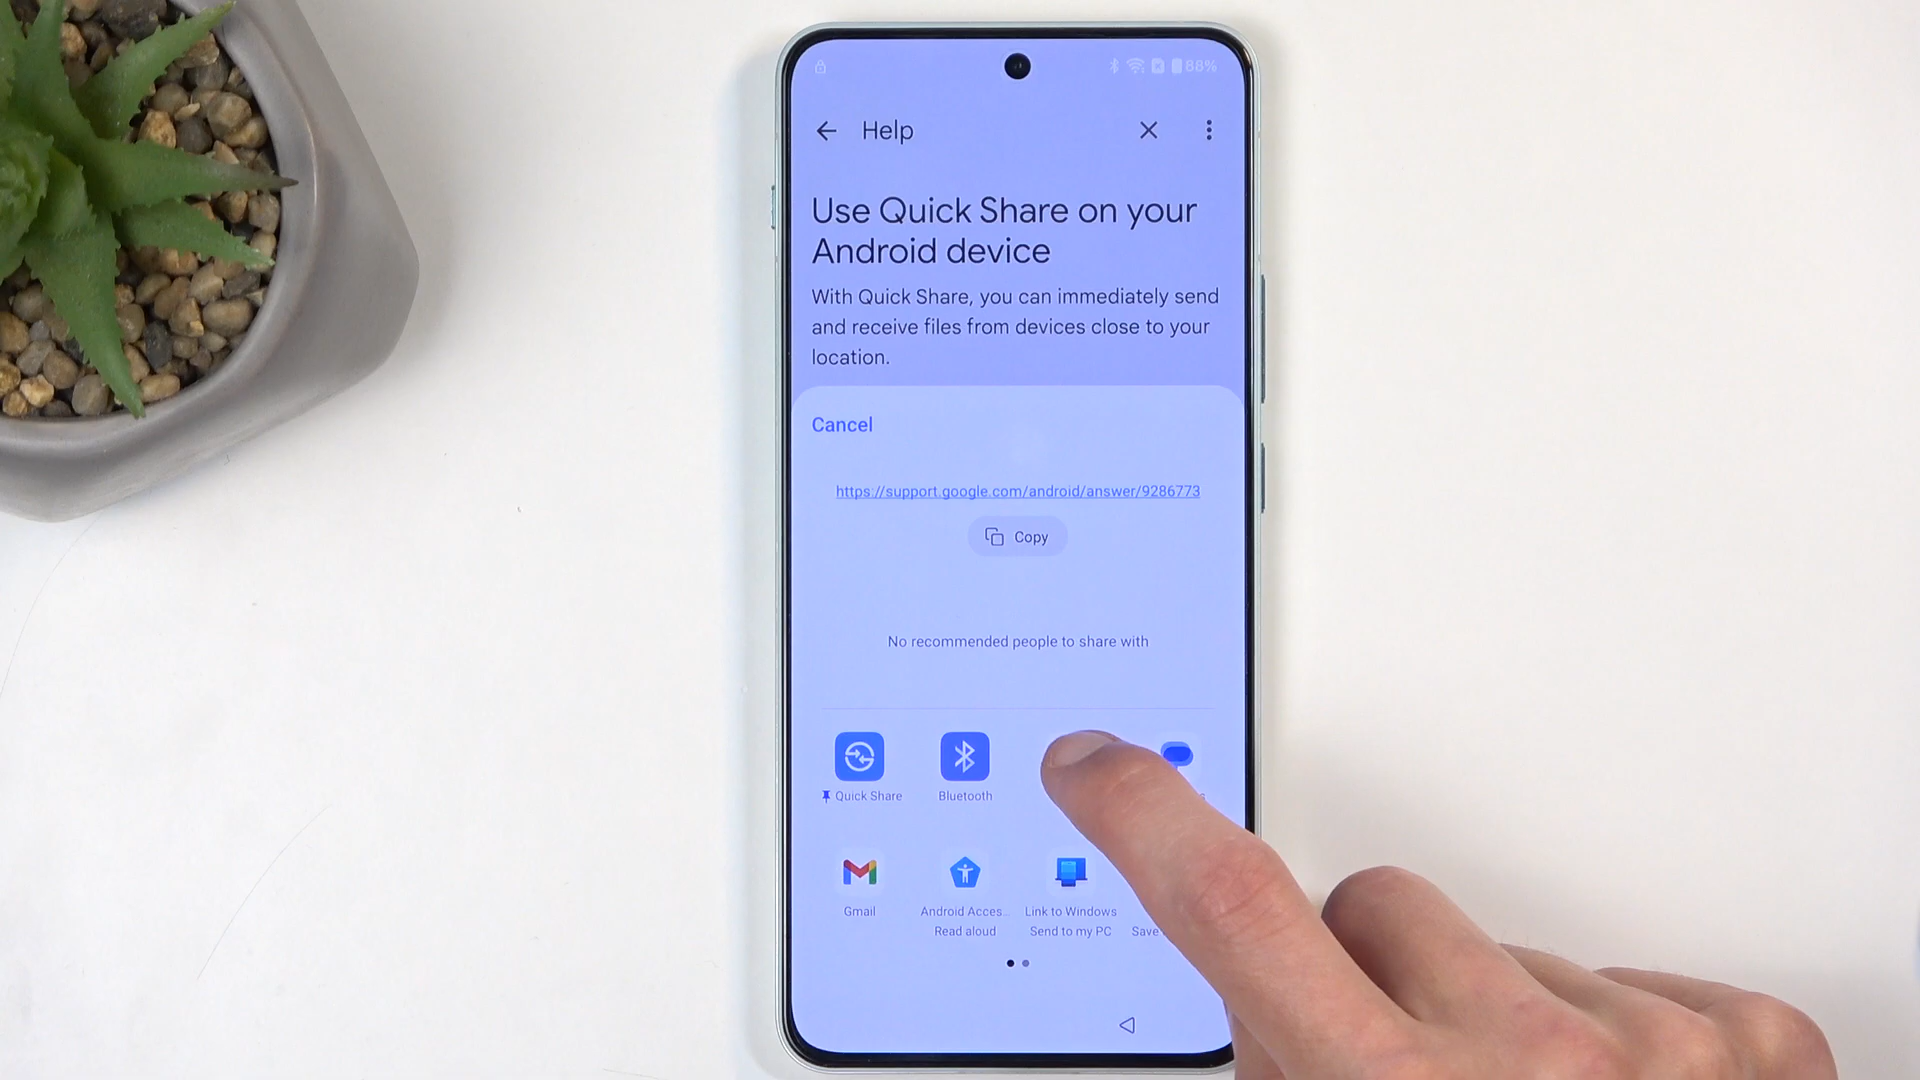 88%
Help
Use Quick Share on your
Android device
With Quick Share, you can immediately send
and receive files from devices close to your
location.
Cancel
https://support.google.com/android/answer/9286773
Copy
No recommended people to share with
Quick Share
Bluetooth
Gmail
Android Acces...
Read aloud
Link to Windows
Send to my PC
Save